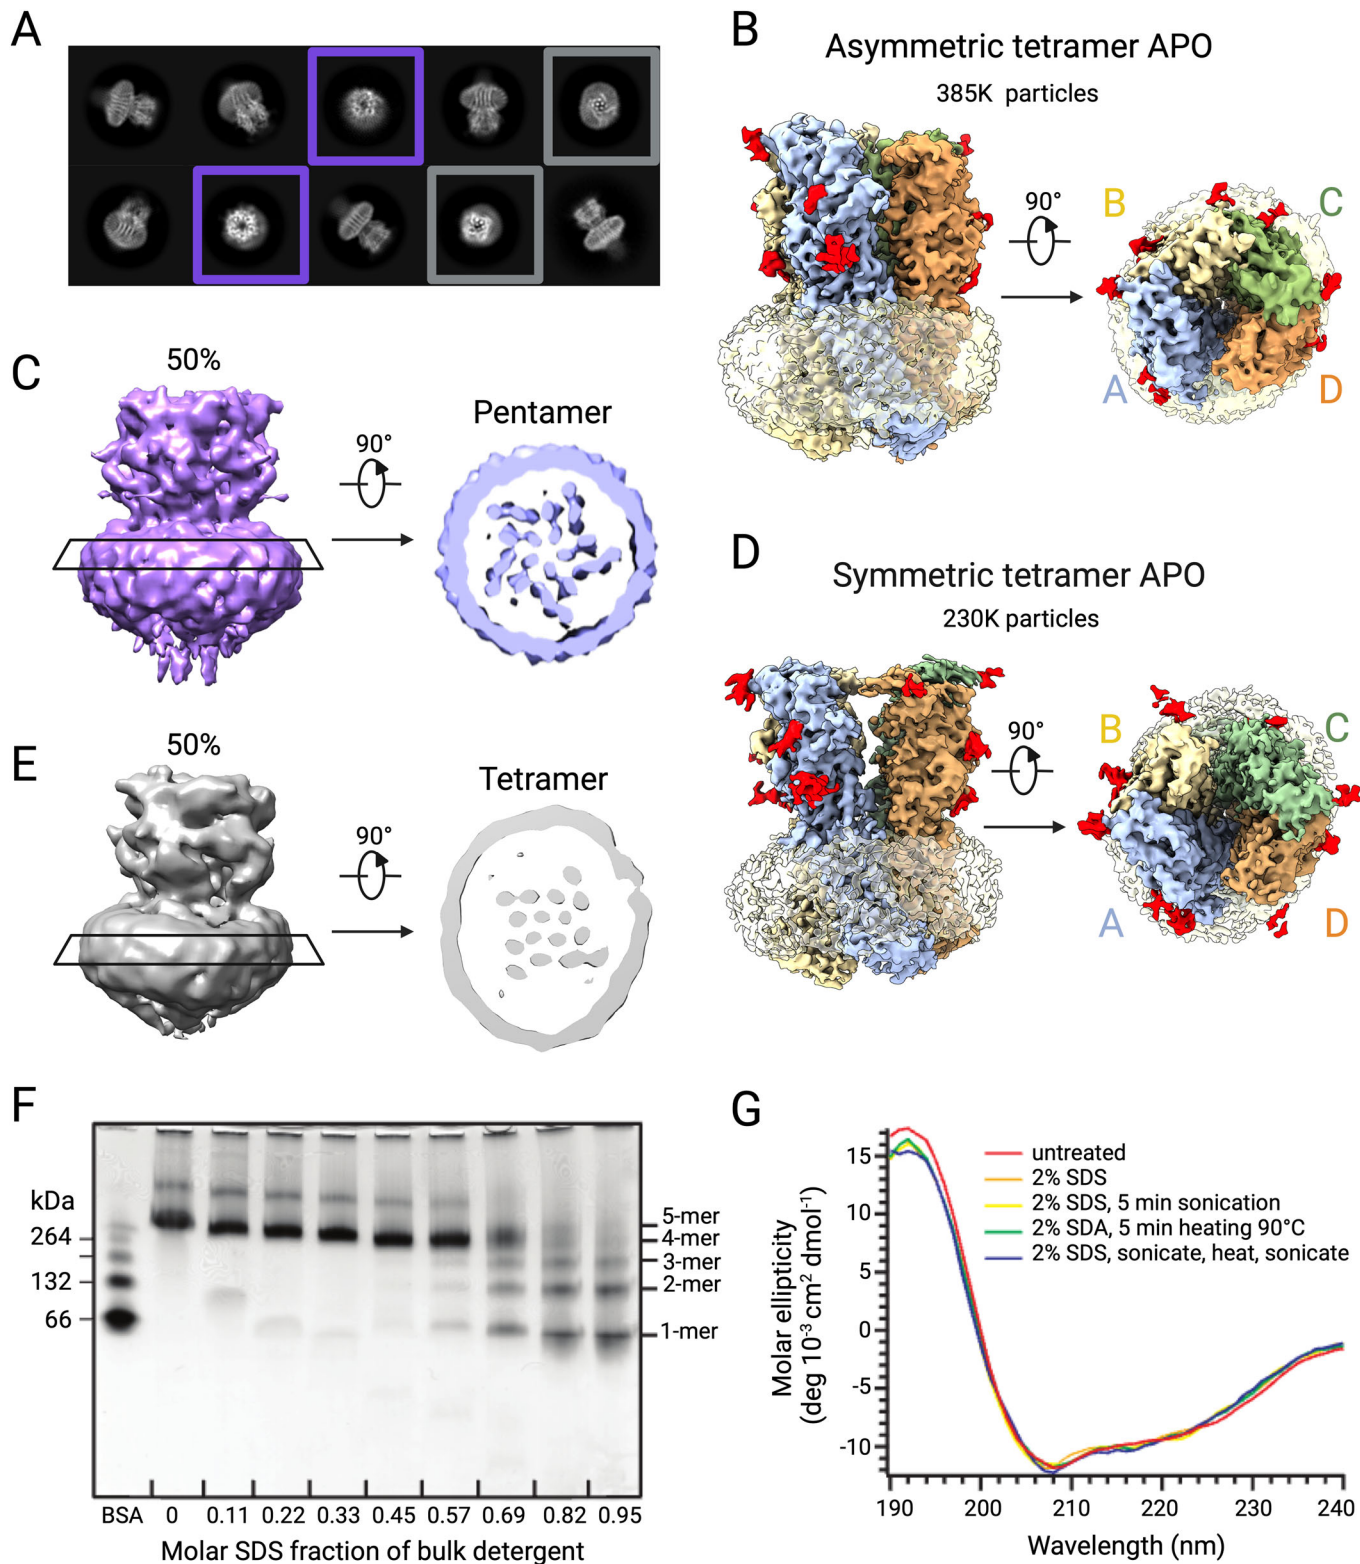 A
B
Asymmetric tetramer APO
385K particles
90°
B
C
A
D
C
50%
90°
Pentamer
D
Symmetric tetramer APO
230K particles
90°
B
C
A
D
E
50%
90°
Tetramer
F
kDa
264
132
66
5-mer
4-mer
3-mer
2-mer
1-mer
BSA 0 0.11 0.22 0.33 0.45 0.57 0.69 0.82 0.95
Molar SDS fraction of bulk detergent
G
Molar ellipticity
(deg 10⁻³ cm² dmol⁻¹)
15
10
5
0
-5
-10
untreated
2% SDS
2% SDS, 5 min sonication
2% SDA, 5 min heating 90°C
2% SDS, sonicate, heat, sonicate
190 200 210 220 230 240
Wavelength (nm)